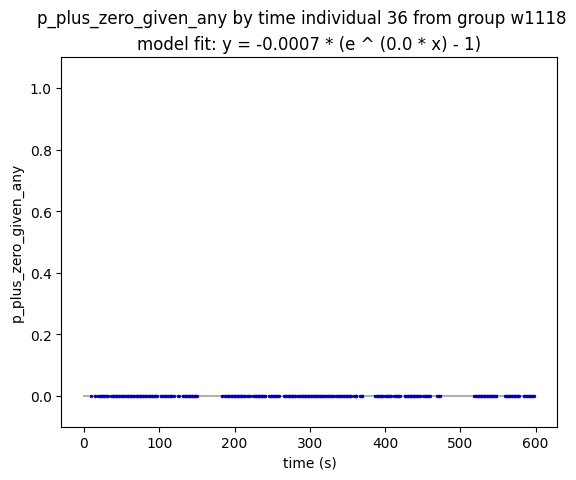 p_plus_zero_given_any by time individual 36 from group w1118
model fit: y = -0.0007 * (e ^ (0.0 * x) - 1)
1.0
0.8
0.6
0.4
0.2
0.0
p_plus_zero_given_any
0 100 200 300 400 500 600
time (s)